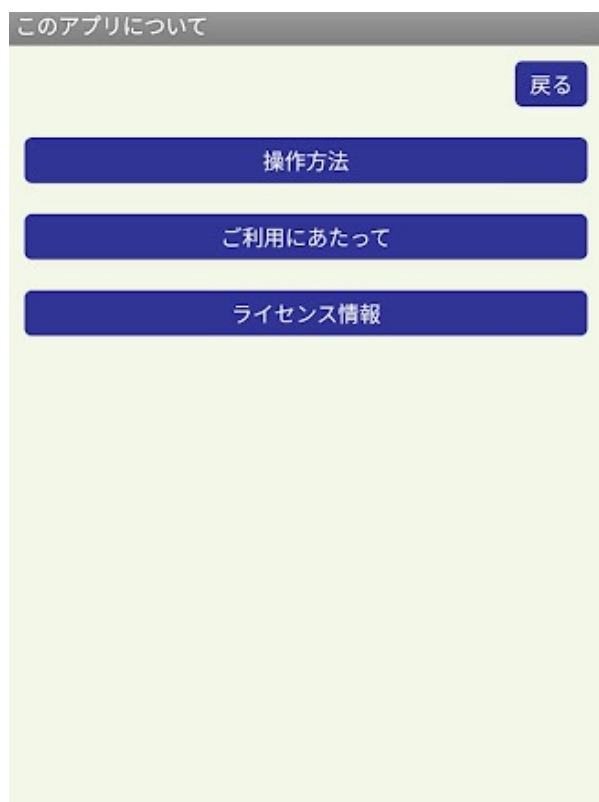 このアプリについて
戻る
操作方法
ご利用にあたって
ライセンス情報